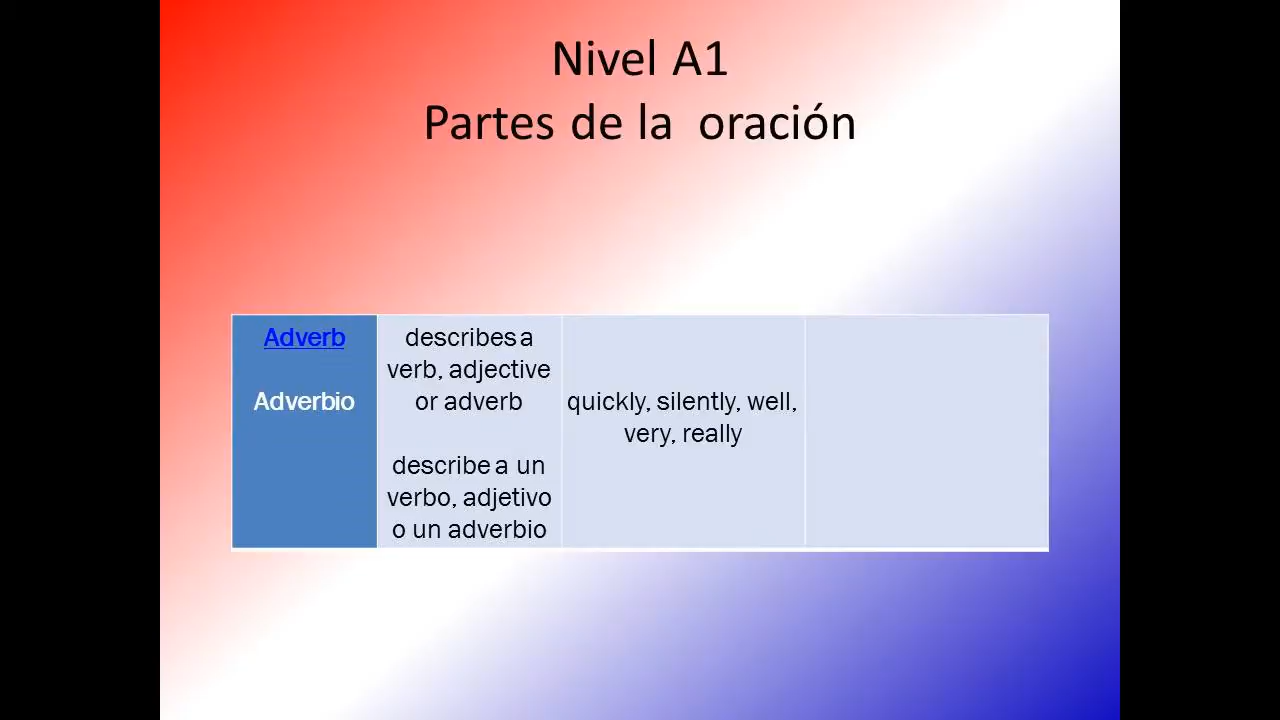 Nivel A1
Partes de la oración
Adverb
Adverbio
describes a
verb, adjective
or adverb
describe a un
verbo, adjetivo
o un adverbio
quickly, silently, well,
very, really